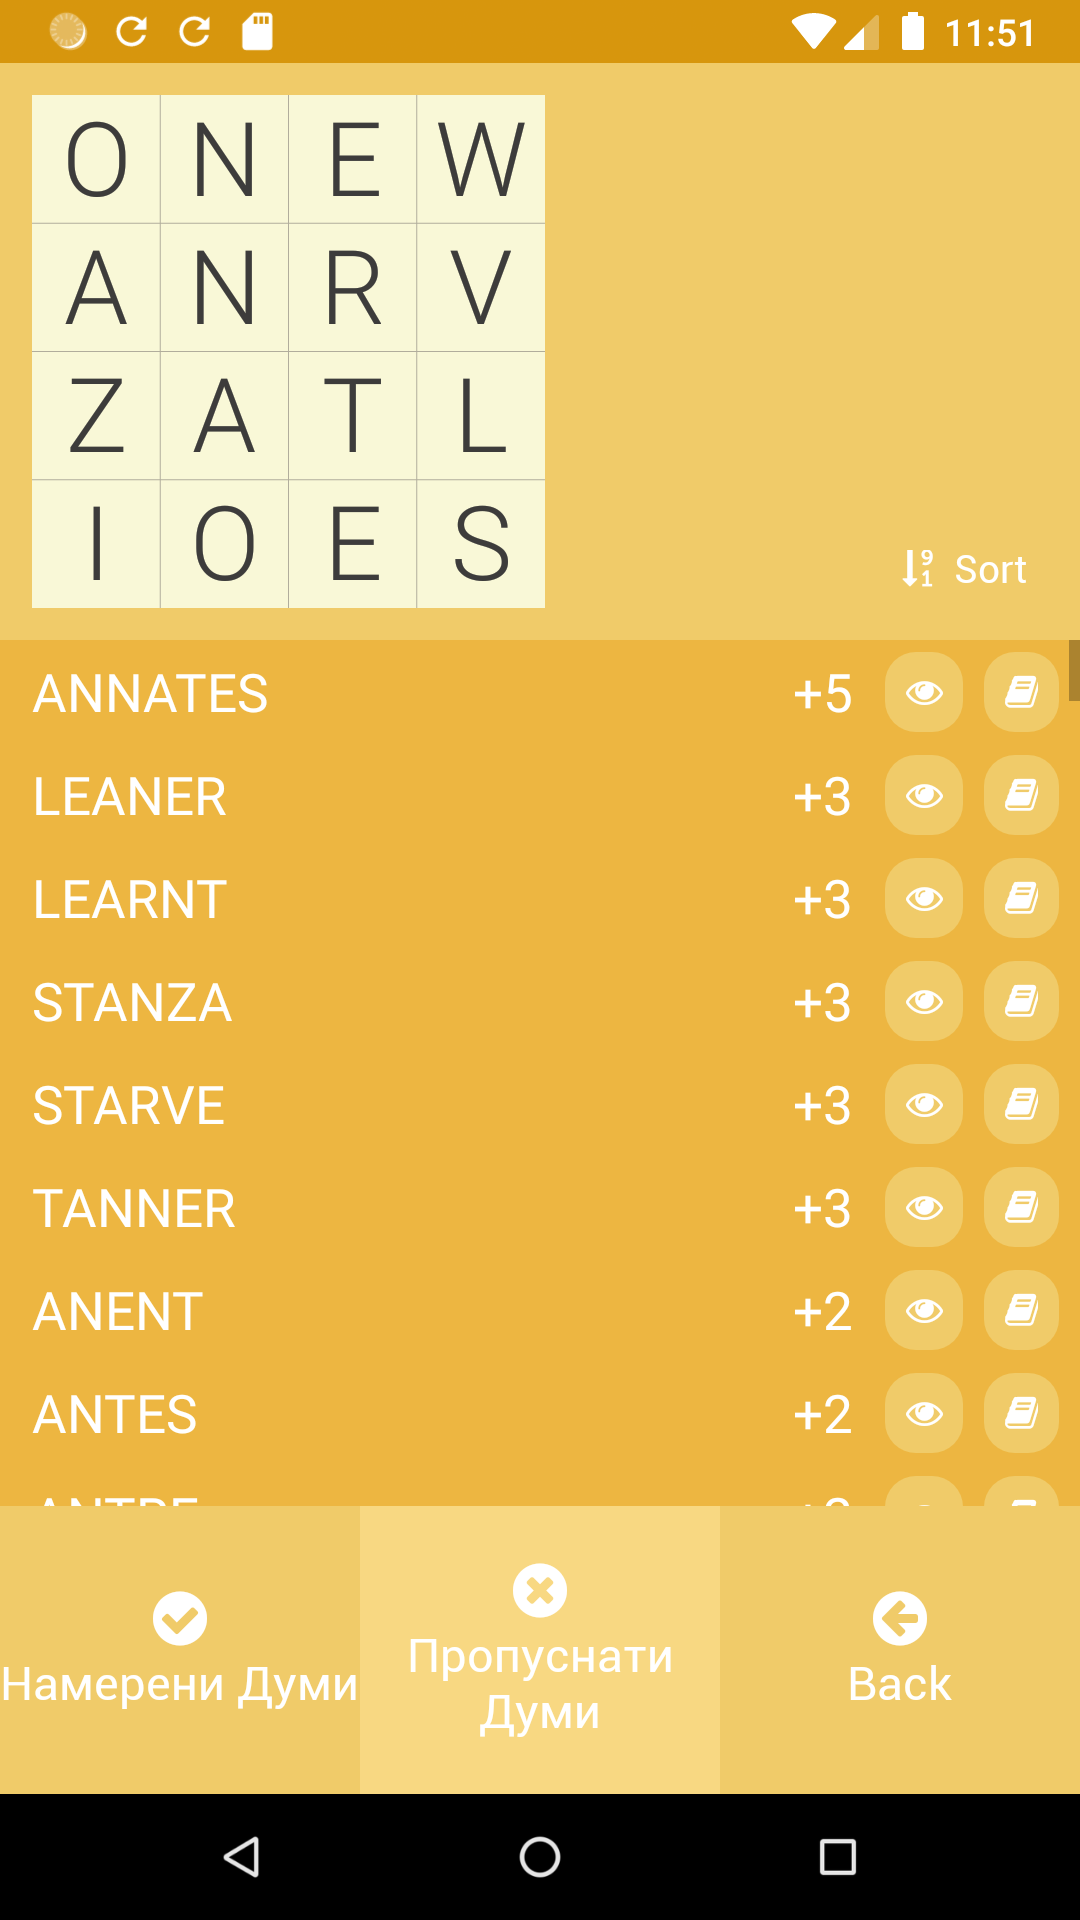 11:51
O N E W
A N R V
Z A T L
I O E S
Sort
ANNATES +5
LEANER +3
LEARNT +3
STANZA +3
STARVE +3
TANNER +3
ANENT +2
ANTES +2
Намерени Думи
Пропуснати
Думи
Back